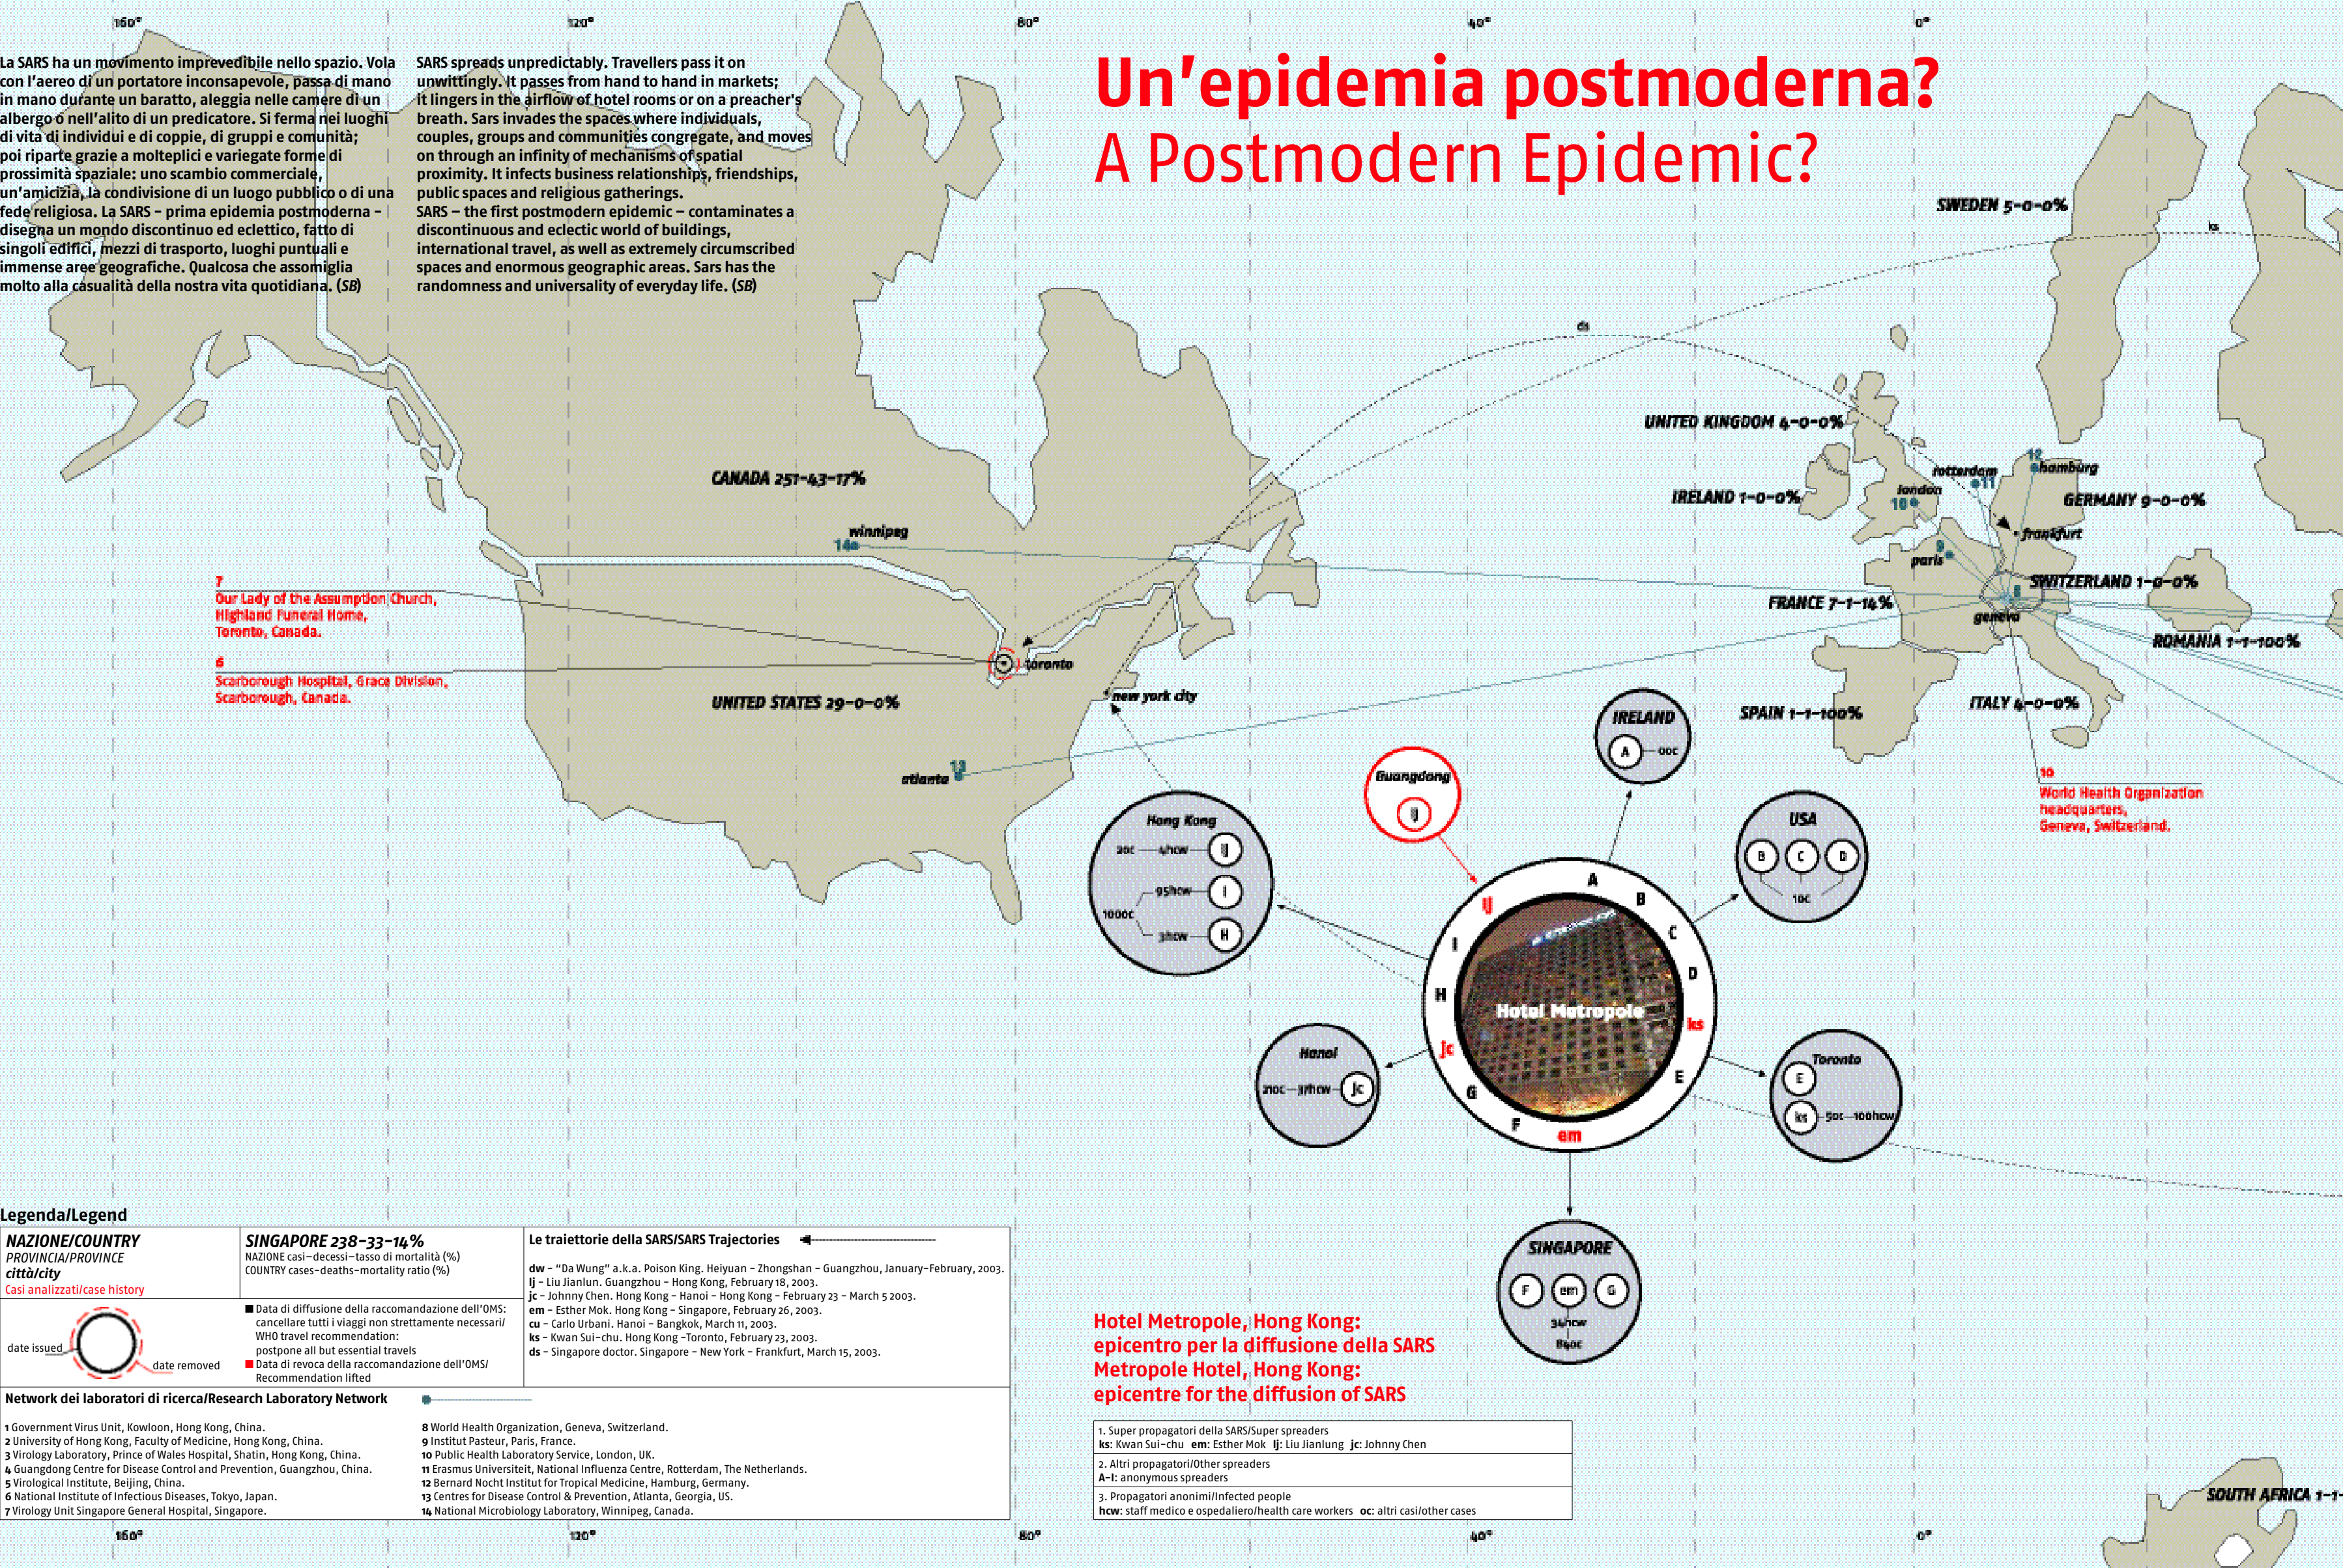 160°
120°
80°
40°
0°
La SARS ha un movimento imprevedibile nello spazio. Vola
con l'aereo di un portatore inconsapevole, passa di mano
in mano durante un baratto, aleggia nelle camere di un
albergo o nell'alito di un predicatore. Si ferma nei luoghi
di vita di individui e di coppie, di gruppi e comunità;
poi riparte grazie a molteplici e variegate forme di
prossimità spaziale: uno scambio commerciale,
un'amicizia, la condivisione di un luogo pubblico o di una
fede religiosa. La SARS – prima epidemia postmoderna –
disegna un mondo discontinuo ed eclettico, fatto di
singoli edifici, mezzi di trasporto, luoghi puntuali e
immense aree geografiche. Qualcosa che assomiglia
molto alla casualità della nostra vita quotidiana. (SB)
SARS spreads unpredictably. Travellers pass it on
unwittingly. It passes from hand to hand in markets;
it lingers in the airflow of hotel rooms or on a preacher's
breath. Sars invades the spaces where individuals,
couples, groups and communities congregate, and moves
on through an infinity of mechanisms of spatial
proximity. It infects business relationships, friendships,
public spaces and religious gatherings.
SARS – the first postmodern epidemic – contaminates a
discontinuous and eclectic world of buildings,
international travel, as well as extremely circumscribed
spaces and enormous geographic areas. Sars has the
randomness and universality of everyday life. (SB)
Un'epidemia postmoderna?
A Postmodern Epidemic?
SWEDEN 5-0-0%
ks
ds
UNITED KINGDOM 4-0-0%
IRELAND 1-0-0%
rotterdam
11
12
hamburg
london
10
GERMANY 9-0-0%
frankfurt
9
paris
SWITZERLAND 1-0-0%
8
FRANCE 7-1-14%
geneva
ROMANIA 1-1-100%
ITALY 4-0-0%
SPAIN 1-1-100%
CANADA 251-43-17%
winnipeg
14
7
Our Lady of the Assumption Church,
Highland Funeral Home,
Toronto, Canada.
6
Scarborough Hospital, Grace Division,
Scarborough, Canada.
toronto
new york city
UNITED STATES 29-0-0%
13
atlanta
10
World Health Organization
headquarters,
Geneva, Switzerland.
IRELAND
A
0oc
Guangdong
lj
USA
B C D
1oc
Hong Kong
2oc 4/hcw lj
95hcw I
100oc
3/hcw H
Hotel Metropole
A
B
C
D
ks
E
em
F
G
jc
H
I
lj
Hanoi
21oc 37hcw jc
Toronto
E
ks 5oc 100hcw
SINGAPORE
F em G
34hcw
84oc
Legenda/Legend
NAZIONE/COUNTRY
PROVINCIA/PROVINCE
città/city
Casi analizzati/case history
SINGAPORE 238-33-14%
NAZIONE casi–decessi–tasso di mortalità (%)
COUNTRY cases–deaths–mortality ratio (%)
date issued
date removed
Data di diffusione della raccomandazione dell'OMS:
cancellare tutti i viaggi non strettamente necessari/
WHO travel recommendation:
postpone all but essential travels
Data di revoca della raccomandazione dell'OMS/
Recommendation lifted
Le traiettorie della SARS/SARS Trajectories
dw – "Da Wung" a.k.a. Poison King. Heiyuan – Zhongshan – Guangzhou, January–February, 2003.
lj – Liu Jianlun. Guangzhou – Hong Kong, February 18, 2003.
jc – Johnny Chen. Hong Kong – Hanoi – Hong Kong – February 23 – March 5 2003.
em – Esther Mok. Hong Kong – Singapore, February 26, 2003.
cu – Carlo Urbani. Hanoi – Bangkok, March 11, 2003.
ks – Kwan Sui-chu. Hong Kong –Toronto, February 23, 2003.
ds – Singapore doctor. Singapore – New York – Frankfurt, March 15, 2003.
Network dei laboratori di ricerca/Research Laboratory Network
1 Government Virus Unit, Kowloon, Hong Kong, China.
2 University of Hong Kong, Faculty of Medicine, Hong Kong, China.
3 Virology Laboratory, Prince of Wales Hospital, Shatin, Hong Kong, China.
4 Guangdong Centre for Disease Control and Prevention, Guangzhou, China.
5 Virological Institute, Beijing, China.
6 National Institute of Infectious Diseases, Tokyo, Japan.
7 Virology Unit Singapore General Hospital, Singapore.
8 World Health Organization, Geneva, Switzerland.
9 Institut Pasteur, Paris, France.
10 Public Health Laboratory Service, London, UK.
11 Erasmus Universiteit, National Influenza Centre, Rotterdam, The Netherlands.
12 Bernard Nocht Institut for Tropical Medicine, Hamburg, Germany.
13 Centres for Disease Control & Prevention, Atlanta, Georgia, US.
14 National Microbiology Laboratory, Winnipeg, Canada.
Hotel Metropole, Hong Kong:
epicentro per la diffusione della SARS
Metropole Hotel, Hong Kong:
epicentre for the diffusion of SARS
1. Super propagatori della SARS/Super spreaders
ks: Kwan Sui-chu em: Esther Mok lj: Liu Jianlung jc: Johnny Chen
2. Altri propagatori/Other spreaders
A-I: anonymous spreaders
3. Propagatori anonimi/Infected people
hcw: staff medico e ospedaliero/health care workers oc: altri casi/other cases
SOUTH AFRICA 1-1-
160°
120°
80°
40°
0°